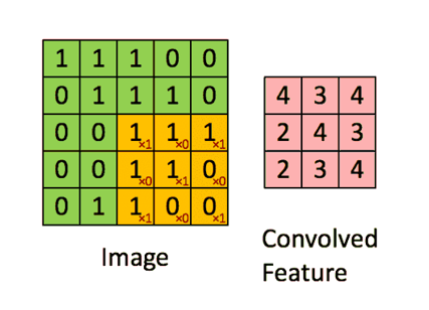 1 1 1 0 0
0 1 1 1 0
0 0 1×1 1×0 1×1
0 0 1×0 1×1 0×0
0 1 1×1 0×0 0×1
Image
4 3 4
2 4 3
2 3 4
Convolved
Feature